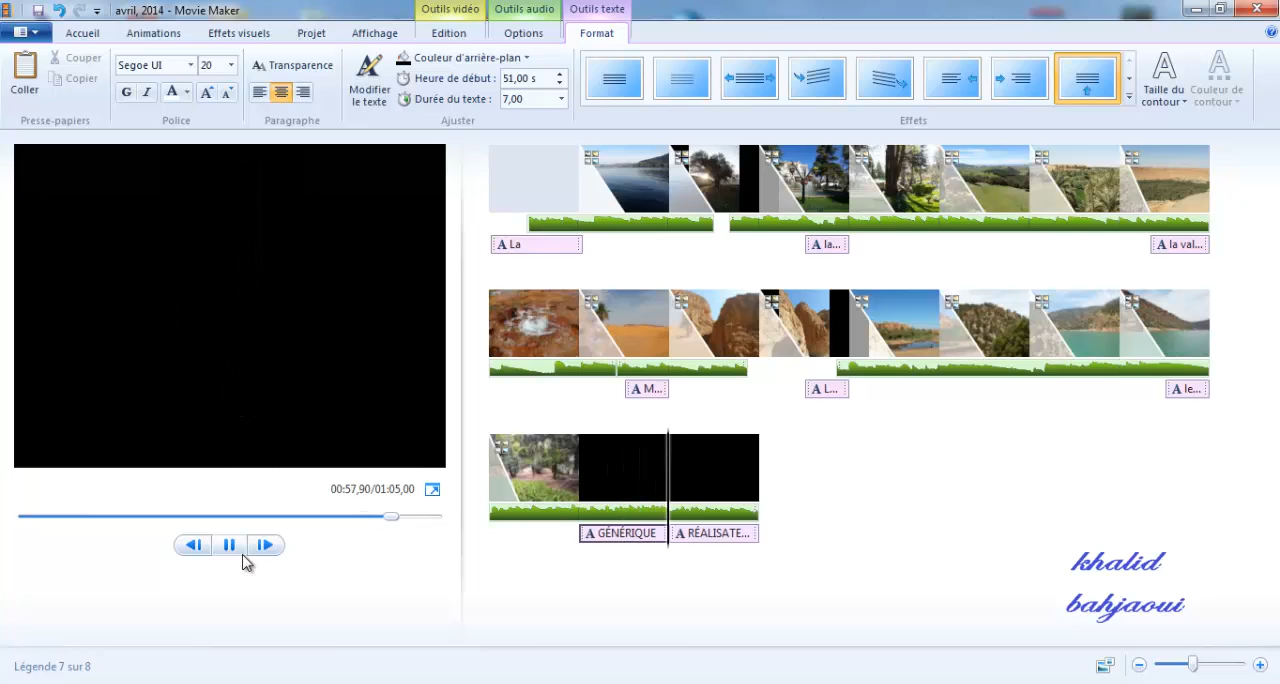 avril, 2014 - Movie Maker
Outils vidéo
Outils audio
Outils texte
Accueil
Animations
Effets visuels
Projet
Affichage
Edition
Options
Format
Coller
Couper
Copier
Presse-papiers
Segoe UI
20
G I A A A
Police
Transparence
Paragraphe
Modifier
le texte
Couleur d'arrière-plan
Heure de début : 51,00 s
Durée du texte : 7,00
Ajuster
Effets
Taille du
contour
Couleur de
contour
A La
A la...
A la val...
A M...
A L...
A le...
A GÉNÉRIQUE
A RÉALISATE...
00:57,90/01:05,00
khalid
bahjaoui
Légende 7 sur 8